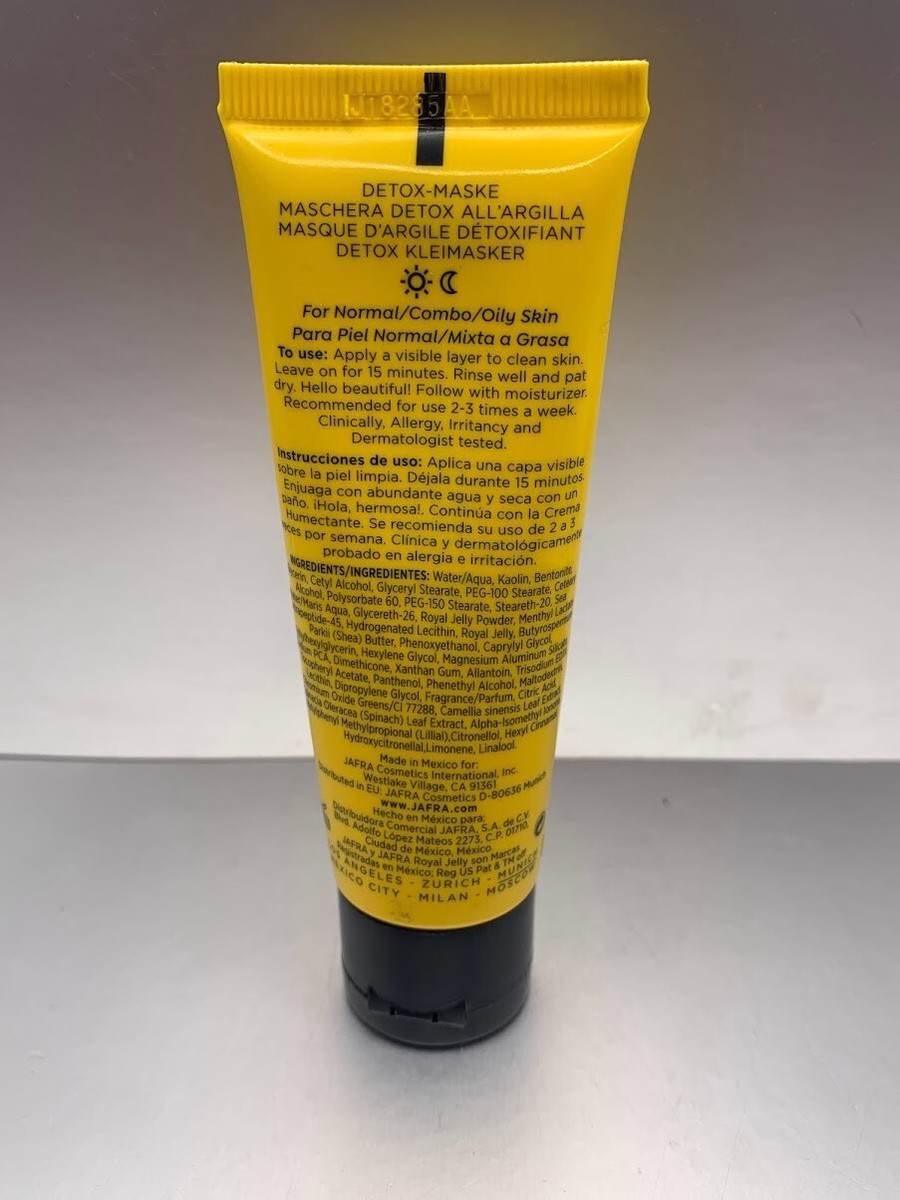 J18285AA
DETOX-MASKE
MASCHERA DETOX ALL'ARGILLA
MASQUE D'ARGILE DÉTOXIFIANT
DETOX KLEIMASKER
For Normal/Combo/Oily Skin
Para Piel Normal/Mixta a Grasa
To use: Apply a visible layer to clean skin.
Leave on for 15 minutes. Rinse well and pat
dry. Hello beautiful! Follow with moisturizer.
Recommended for use 2-3 times a week.
Clinically, Allergy, Irritancy and
Dermatologist tested.
Instrucciones de uso: Aplica una capa visible
sobre la piel limpia. Déjala durante 15 minutos.
Enjuaga con abundante agua y seca con un
paño. ¡Hola, hermosa!. Continúa con la Crema
Humectante. Se recomienda su uso de 2 a 3
por semana. Clínica y dermatológicamente
probado en alergia e irritación.
INGREDIENTS/INGREDIENTES: Water/Aqua, Kaolin, Bentonite,
Cetyl Alcohol, Glyceryl Stearate, PEG-100 Stearate,
Alcohol, Polysorbate 60, PEG-150 Stearate, Steareth-20, Sea
Aqua, Glycereth-26, Royal Jelly Powder, Menthyl
Hydrogenated Lecithin, Royal Jelly,
Parkii (Shea) Butter, Phenoxyethanol, Caprylyl Glycol,
Hexylene Glycol, Magnesium Aluminum
PCA, Dimethicone, Xanthan Gum, Allantoin, Trisodium
Acetate, Panthenol, Phenethyl Alcohol,
Lecithin, Dipropylene Glycol, Fragrance/Parfum, Citric Acid,
Oxide Greens/CI 77288, Camellia sinensis Leaf
Oleracea (Spinach) Leaf Extract, Alpha-Isomethyl
Methylpropional (Lillial),Citronellol, Hexyl
Hydroxycitronellal,Limonene, Linalool.
Made in Mexico for:
JAFRA Cosmetics International, Inc.
Westlake Village, CA 91361
Distributed in EU: JAFRA Cosmetics D-80636 Munich
www.JAFRA.com
Hecho en México para:
Distribuidora Comercial JAFRA, S.A. de C.V.
Blvd. Adolfo López Mateos 2273, C.P. 01710,
Ciudad de México, México.
JAFRA y JAFRA Royal Jelly son Marcas
Registradas en México; Reg US Pat & TM off
LOS ANGELES - ZURICH - MUNICH
MEXICO CITY - MILAN - MOSCOW